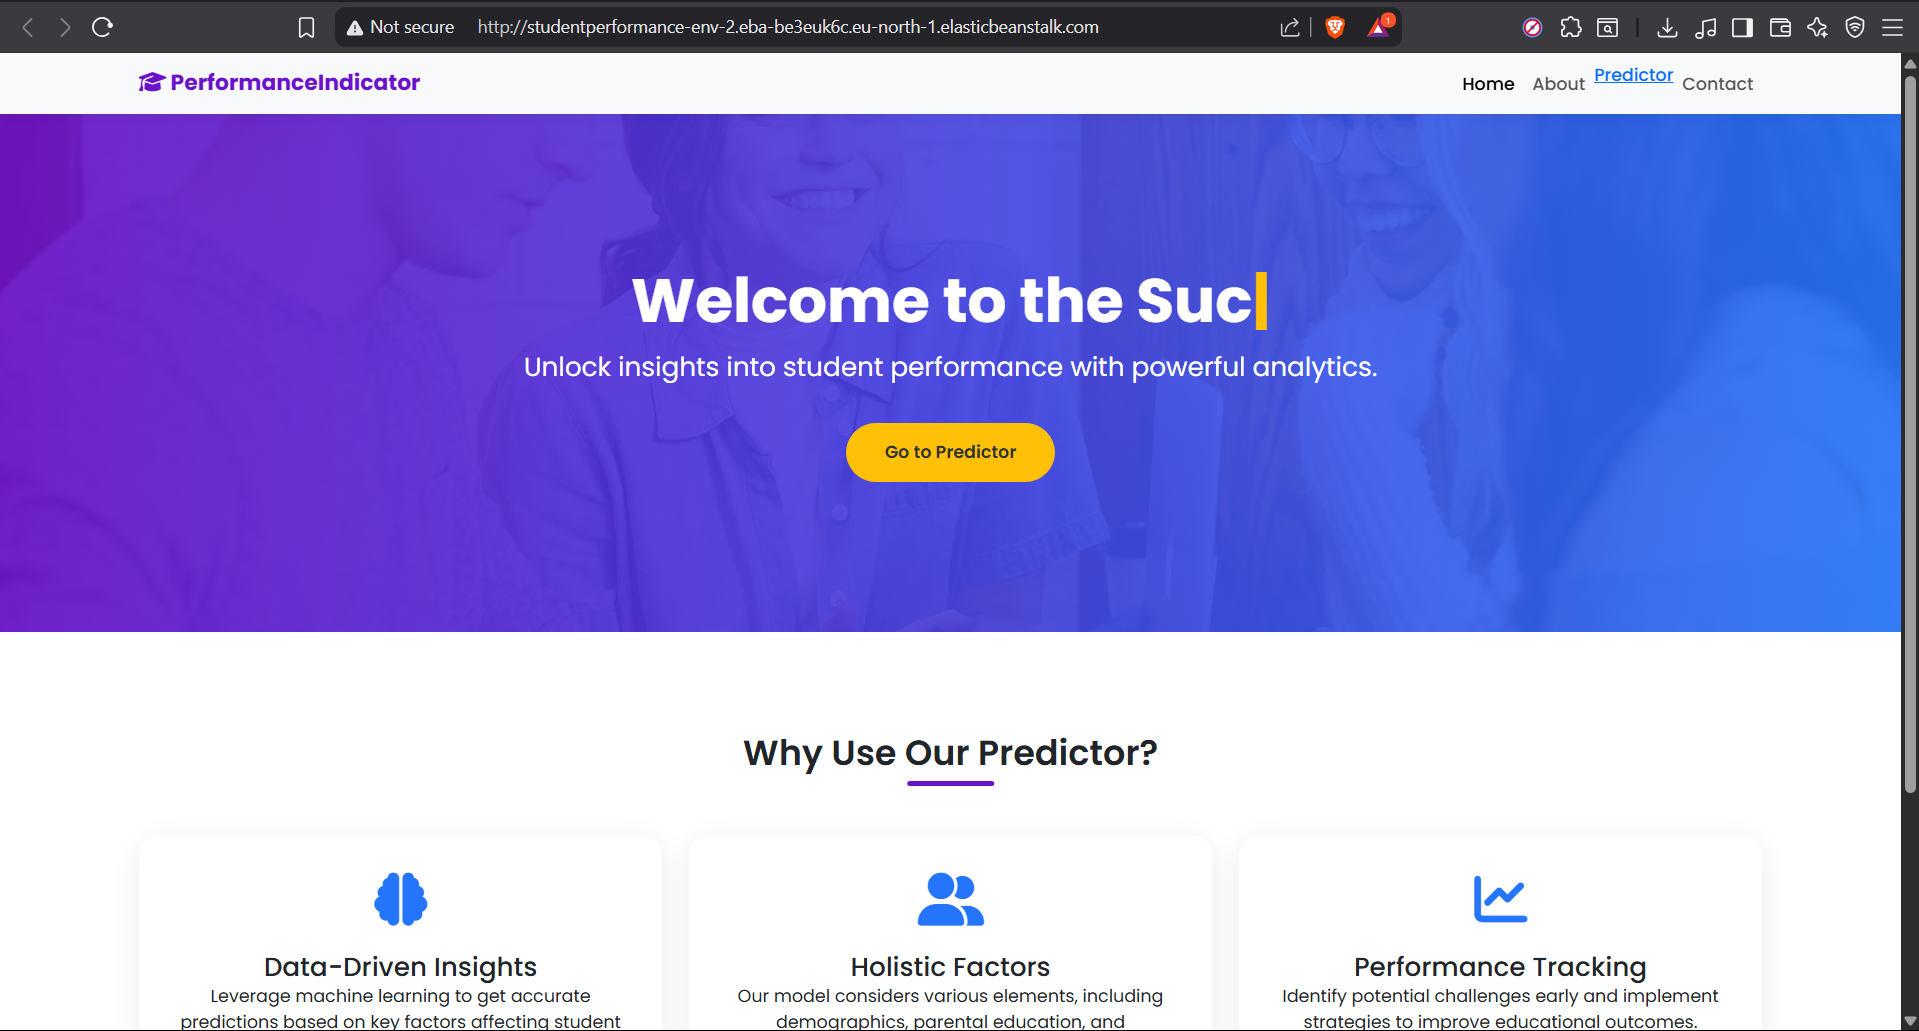 Not secure http://studentperformance-env-2.eba-be3euk6c.eu-north-1.elasticbeanstalk.com 1
PerformanceIndicator Home About Predictor Contact
Welcome to the Suc
Unlock insights into student performance with powerful analytics.
Go to Predictor
Why Use Our Predictor?
Data-Driven Insights
Leverage machine learning to get accurate
predictions based on key factors affecting student
Holistic Factors
Our model considers various elements, including
demographics, parental education, and
Performance Tracking
Identify potential challenges early and implement
strategies to improve educational outcomes.